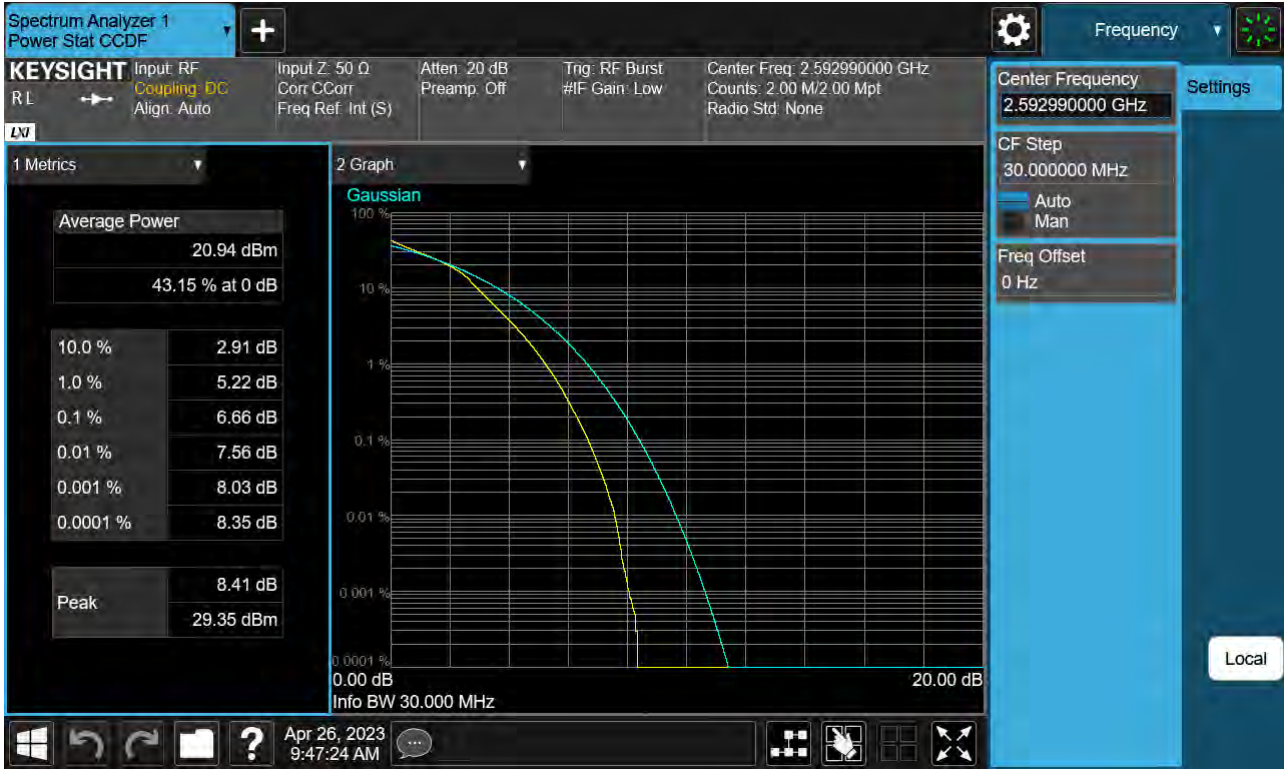 Spectrum Analyzer 1
Power Stat CCDF
Frequency
KEYSIGHT
R L
LXI
Input: RF
Coupling: DC
Align: Auto
Input Z: 50 Ω
Corr CCorr
Freq Ref: Int (S)
Atten: 20 dB
Preamp: Off
Trig: RF Burst
#IF Gain: Low
Center Freq: 2.592990000 GHz
Counts: 2.00 M/2.00 Mpt
Radio Std: None
Center Frequency
2.592990000 GHz
Settings
CF Step
30.000000 MHz
Auto
Man
Freq Offset
0 Hz
Local
1 Metrics
Average Power
20.94 dBm
43.15 % at 0 dB
10.0 % 2.91 dB
1.0 % 5.22 dB
0.1 % 6.66 dB
0.01 % 7.56 dB
0.001 % 8.03 dB
0.0001 % 8.35 dB
Peak
8.41 dB
29.35 dBm
2 Graph
Gaussian
100 %
10 %
1 %
0.1 %
0.01 %
0.001 %
0.0001 %
0.00 dB 20.00 dB
Info BW 30.000 MHz
?
Apr 26, 2023
9:47:24 AM